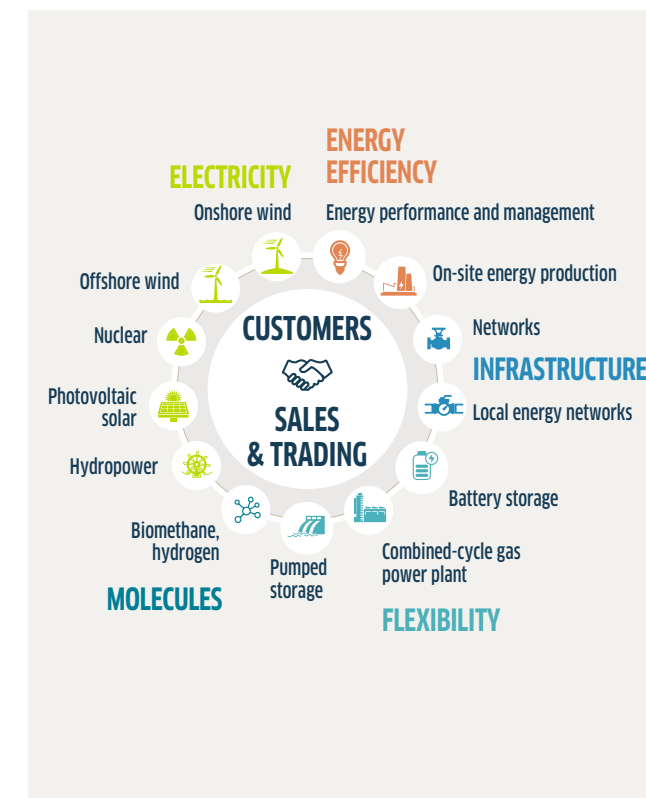 ENERGY
EFFICIENCY
ELECTRICITY
Onshore wind
Energy performance and management
Offshore wind
On-site energy production
Nuclear
Networks
CUSTOMERS
INFRASTRUCTURE
Photovoltaic
solar
SALES
& TRADING
Local energy networks
Hydropower
Battery storage
Biomethane,
hydrogen
Combined-cycle gas
power plant
Pumped
storage
MOLECULES
FLEXIBILITY